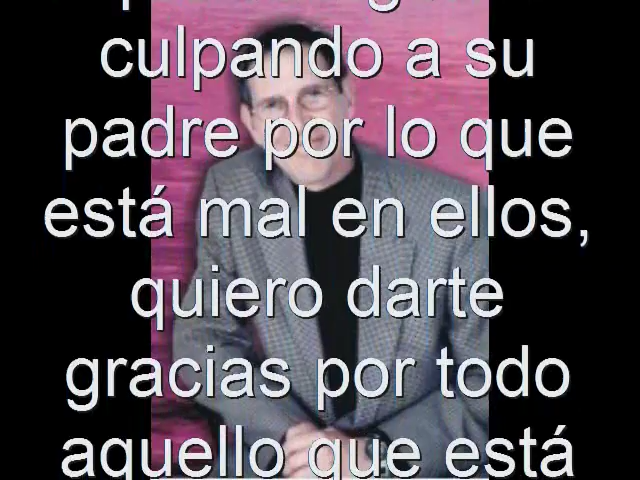 culpando a su
padre por lo que
está mal en ellos,
quiero darte
gracias por todo
aquello que está